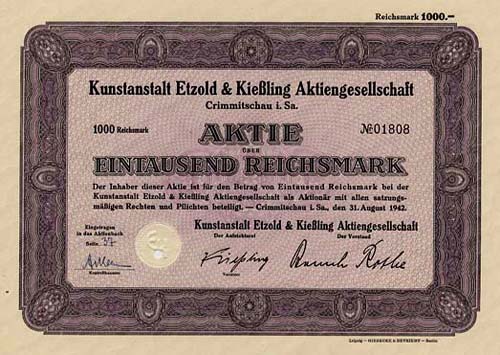 Reichsmark 1000.–
Kunstanstalt Etzold & Kießling Aktiengesellschaft
Crimmitschau i. Sa.
1000 Reichsmark
AKTIE
№ 01808
ÜBER
EINTAUSEND REICHSMARK
Der Inhaber dieser Aktie ist für den Betrag von Eintausend Reichsmark bei der
Kunstanstalt Etzold & Kießling Aktiengesellschaft als Aktionär mit allen satzungs-
mäßigen Rechten und Pflichten beteiligt. — Crimmitschau i. Sa., den 31. August 1942.
Eingetragen
in das Aktienbuch
Seite 37
Kunstanstalt Etzold & Kießling Aktiengesellschaft
Der Aufsichtsrat
Der Vorstand
Kießling
Rothe
Leipzig – GIESECKE & DEVRIENT – Berlin